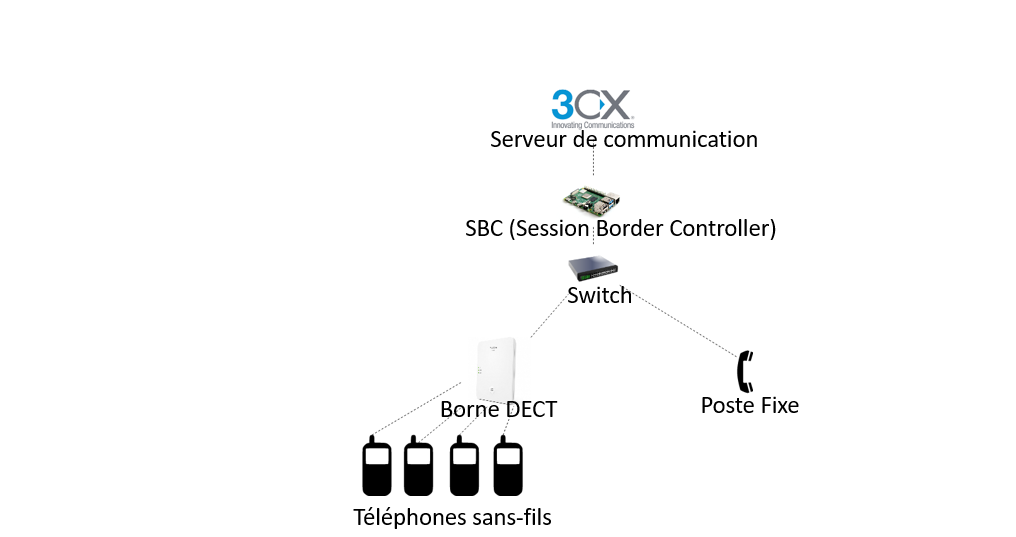 3CX
Innovating Communications
Serveur de communication
SBC (Session Border Controller)
Switch
Borne DECT
Poste Fixe
Téléphones sans-fils